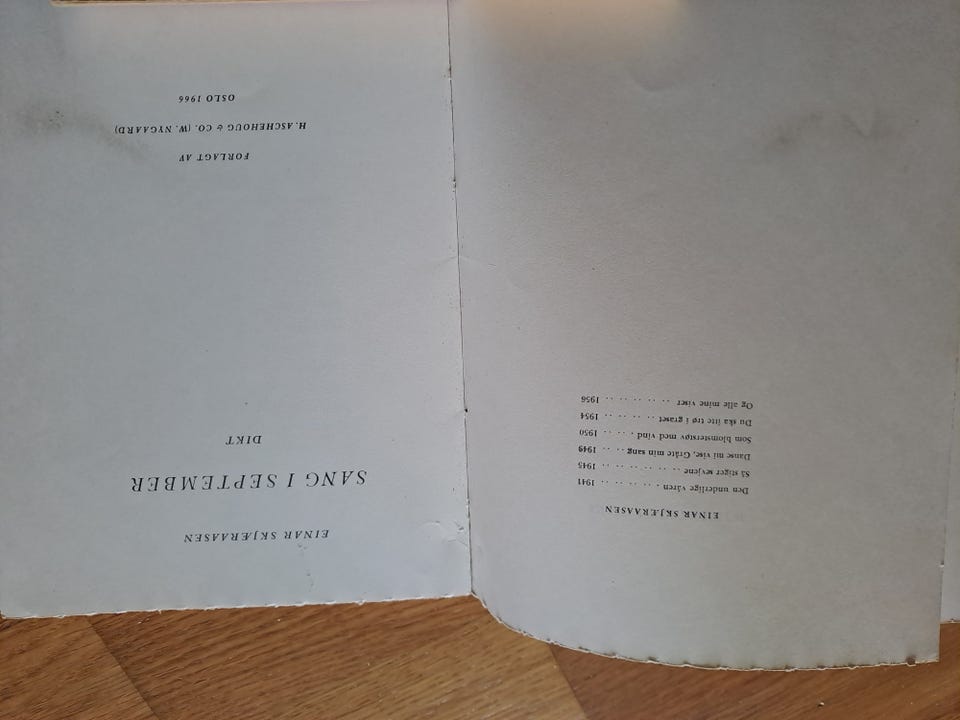 EINAR SKJÆRAASEN
Den underlige våren . . . . . . . . . . 1941
Så stiger sevjene . . . . . . . . . . . . 1945
Danse mi vise, Gråte min sang . . . . 1949
Som blomsterstøv med vind . . . . . 1950
Du ska itte trø i graset . . . . . . . . . 1954
Og alle mine viser . . . . . . . . . . 1956
EINAR SKJÆRAASEN
SANG I SEPTEMBER
DIKT
FORLAGT AV
H. ASCHEHOUG & CO. (W. NYGAARD)
OSLO 1966